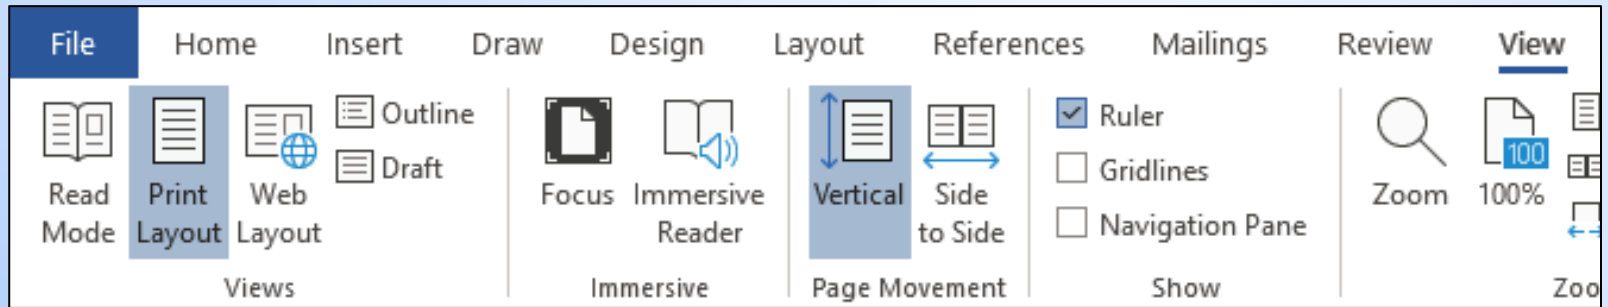 File Home Insert Draw Design Layout References Mailings Review View
Read Mode
Print Layout
Web Layout
Outline
Draft
Views
Focus
Immersive Reader
Immersive
Vertical
Side to Side
Page Movement
Ruler
Gridlines
Navigation Pane
Show
Zoom
100
100%
Zoo